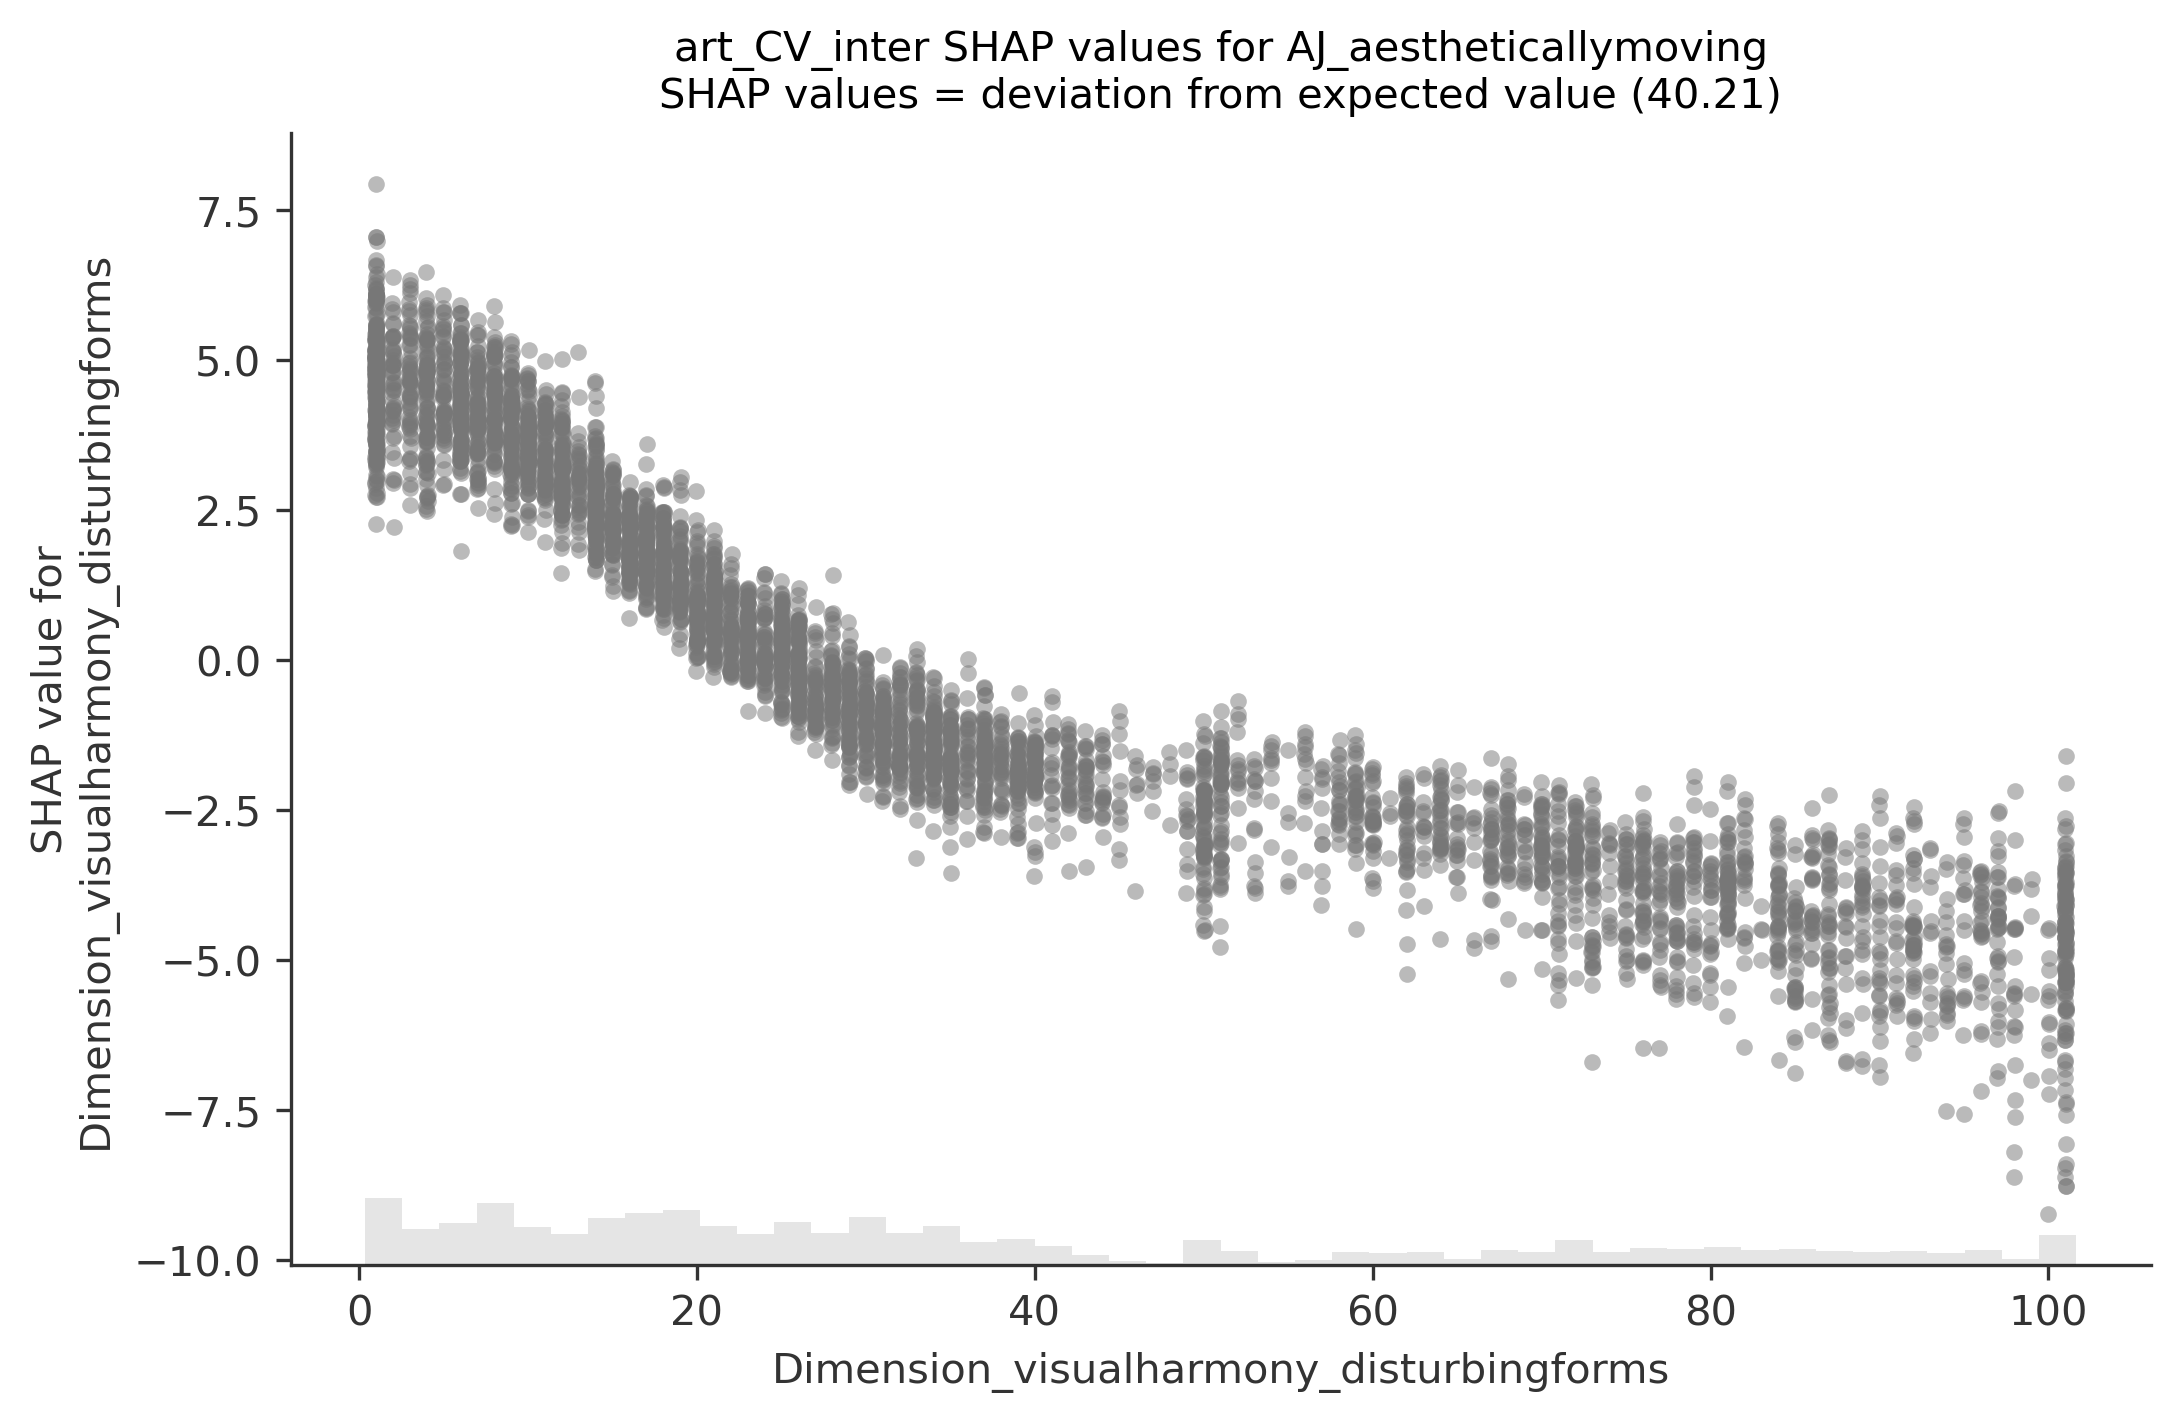 art_CV_inter SHAP values for AJ_aestheticallymoving
SHAP values = deviation from expected value (40.21)
SHAP value for
Dimension_visualharmony_disturbingforms
7.5
5.0
2.5
0.0
−2.5
−5.0
−7.5
−10.0
0
20
40
60
80
100
Dimension_visualharmony_disturbingforms